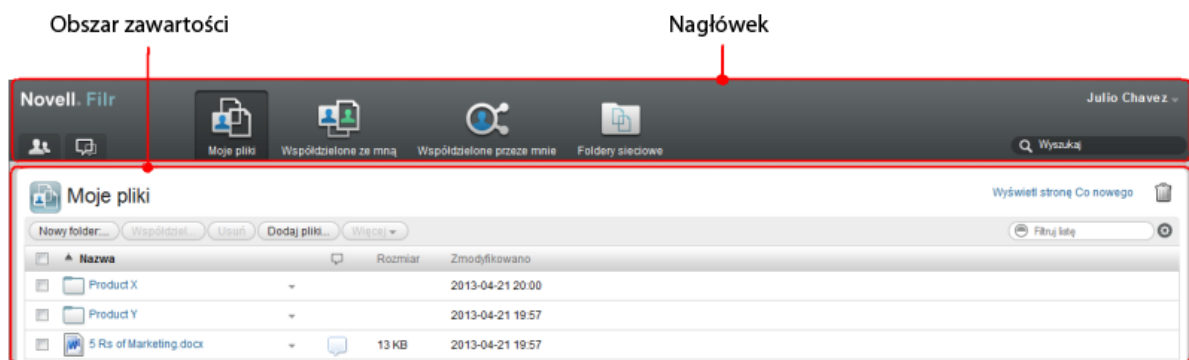 Obszar zawartości
Nagłówek
Novell. Filr
Julio Chavez
Moje pliki
Współdzielone ze mną
Współdzielone przeze mnie
Foldery sieciowe
Wyszukaj
Moje pliki
Wyświetl stronę Co nowego
Nowy folder...
Współdziel...
Usuń
Dodaj pliki...
Więcej
Filtruj listę
Nazwa Rozmiar Zmodyfikowano
Product X 2013-04-21 20:00
Product Y 2013-04-21 19:57
5 Rs of Marketing.docx 13 KB 2013-04-21 19:57